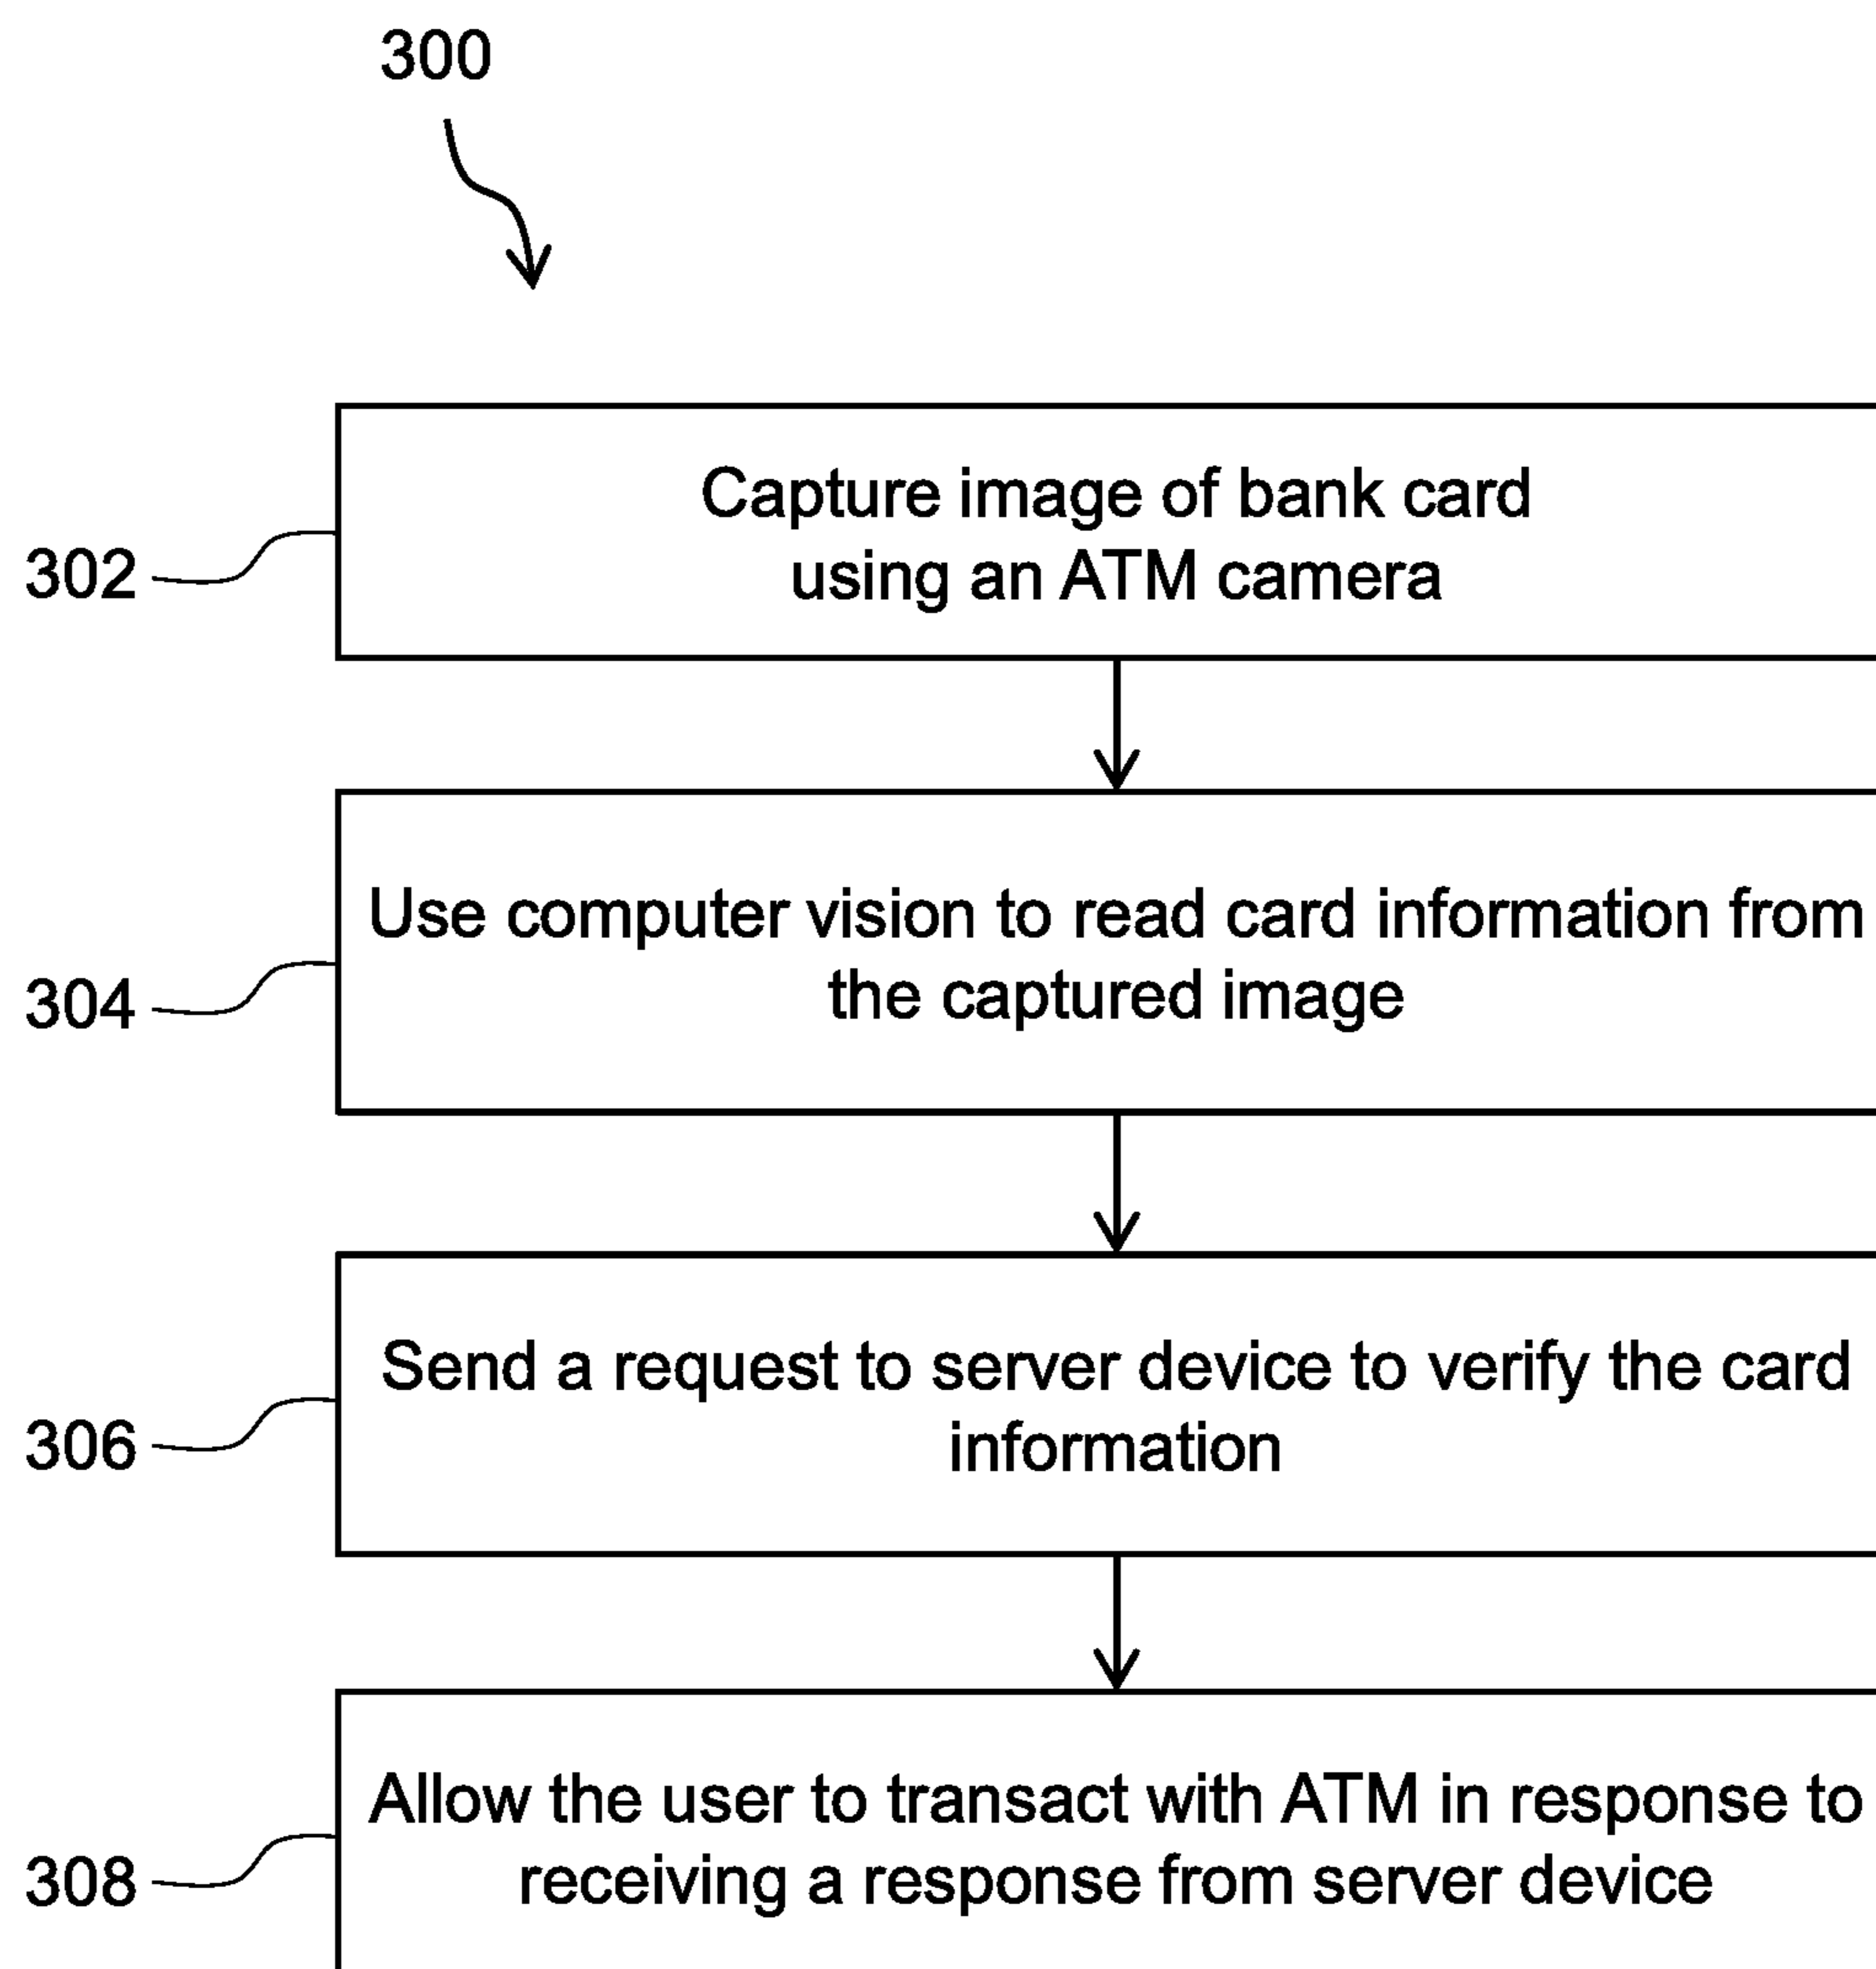 300
Capture image of bank card
using an ATM camera
302
Use computer vision to read card information from
the captured image
304
Send a request to server device to verify the card
information
306
Allow the user to transact with ATM in response to
receiving a response from server device
308